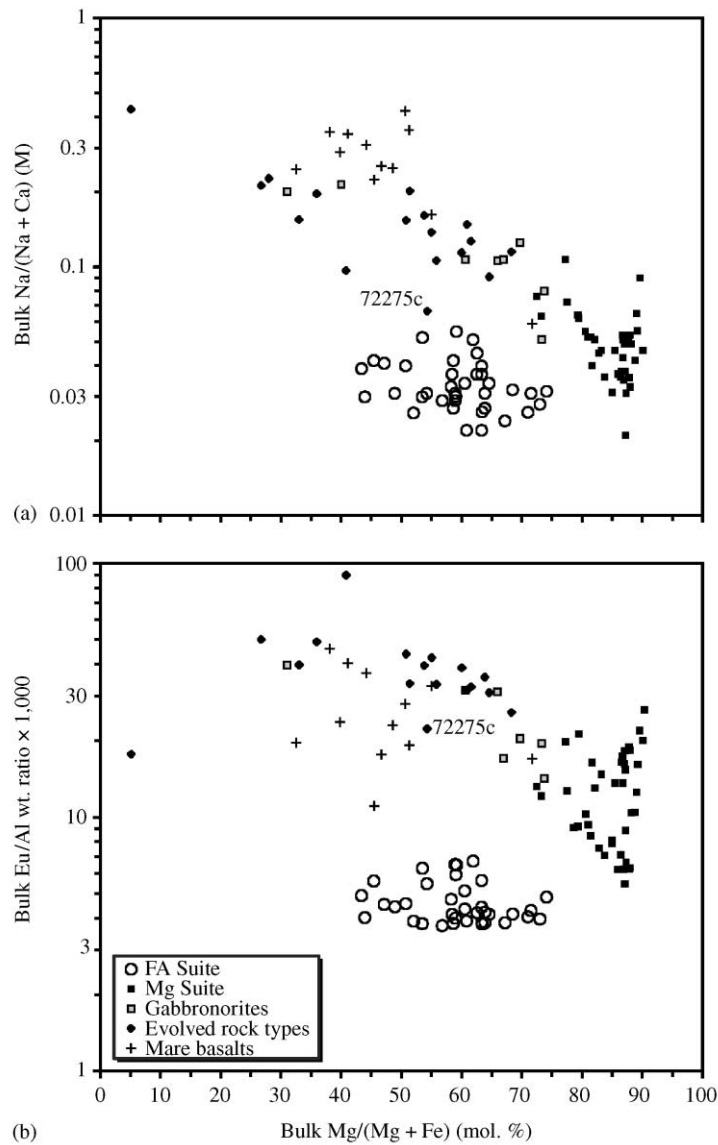 1
0.3
0.1
0.03
0.01
Bulk Na/(Na + Ca) (M)
72275c
(a)
100
30
10
3
1
Bulk Eu/Al wt. ratio × 1,000
72275c
FA Suite
Mg Suite
Gabbronorites
Evolved rock types
Mare basalts
0 10 20 30 40 50 60 70 80 90 100
(b) Bulk Mg/(Mg + Fe) (mol. %)